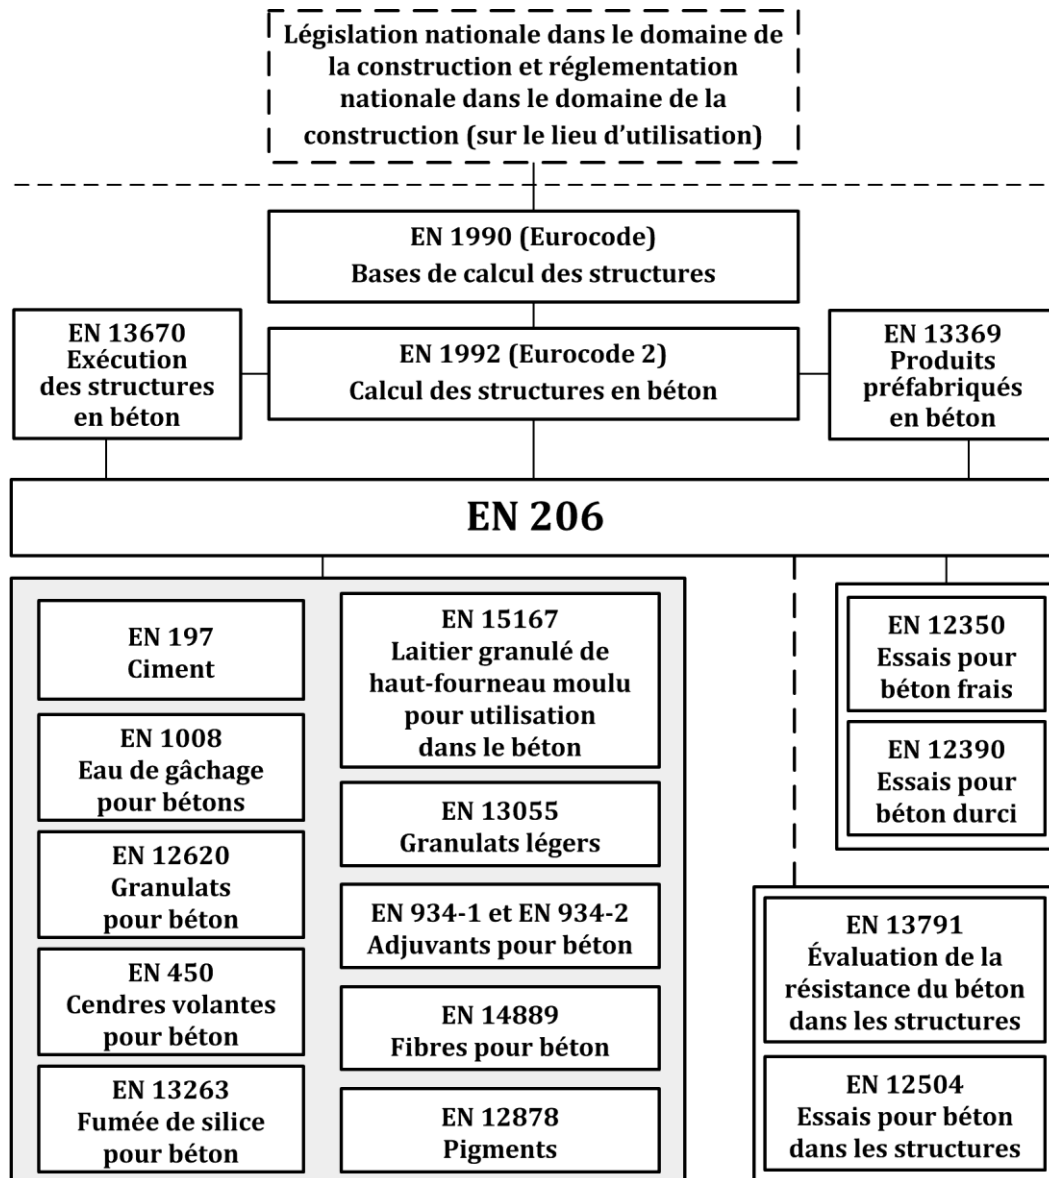 Législation nationale dans le domaine de
la construction et réglementation
nationale dans le domaine de la
construction (sur le lieu d’utilisation)
EN 1990 (Eurocode)
Bases de calcul des structures
EN 13670
Exécution
des structures
en béton
EN 1992 (Eurocode 2)
Calcul des structures en béton
EN 13369
Produits
préfabriqués
en béton
EN 206
EN 197
Ciment
EN 1008
Eau de gâchage
pour bétons
EN 12620
Granulats
pour béton
EN 450
Cendres volantes
pour béton
EN 13263
Fumée de silice
pour béton
EN 15167
Laitier granulé de
haut-fourneau moulu
pour utilisation
dans le béton
EN 13055
Granulats légers
EN 934-1 et EN 934-2
Adjuvants pour béton
EN 14889
Fibres pour béton
EN 12878
Pigments
EN 12350
Essais pour
béton frais
EN 12390
Essais pour
béton durci
EN 13791
Évaluation de la
résistance du béton
dans les structures
EN 12504
Essais pour béton
dans les structures